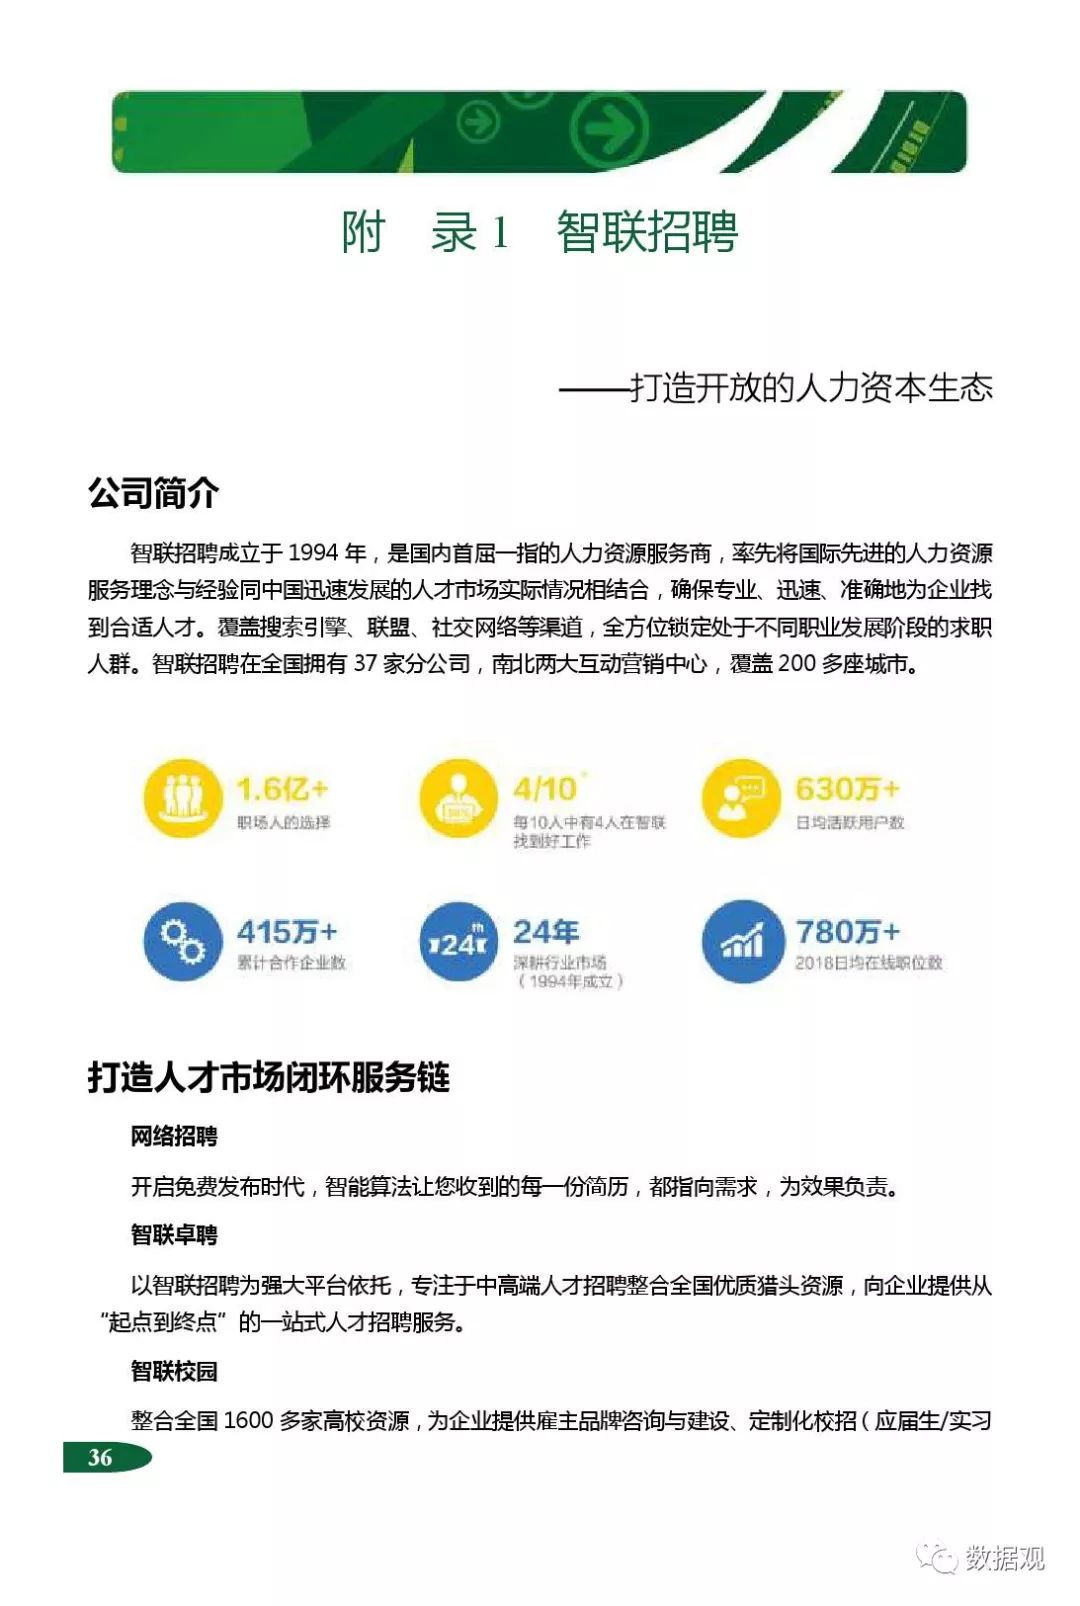 附　录 1　智联招聘
——打造开放的人力资本生态
公司简介
智联招聘成立于 1994 年，是国内首屈一指的人力资源服务商，率先将国际先进的人力资源
服务理念与经验同中国迅速发展的人才市场实际情况相结合，确保专业、迅速、准确地为企业找
到合适人才。覆盖搜索引擎、联盟、社交网络等渠道，全方位锁定处于不同职业发展阶段的求职
人群。智联招聘在全国拥有 37 家分公司，南北两大互动营销中心，覆盖 200 多座城市。
1.6亿+
职场人的选择
4/10*
每10人中有4人在智联
找到好工作
630万+
日均活跃用户数
415万+
累计合作企业数
24th
24年
深耕行业市场
（1994年成立）
780万+
2018日均在线职位数
打造人才市场闭环服务链
网络招聘
开启免费发布时代，智能算法让您收到的每一份简历，都指向需求，为效果负责。
智联卓聘
以智联招聘为强大平台依托，专注于中高端人才招聘整合全国优质猎头资源，向企业提供从
“起点到终点”的一站式人才招聘服务。
智联校园
整合全国 1600 多家高校资源，为企业提供雇主品牌咨询与建设、定制化校招（应届生/实习
36
数据观